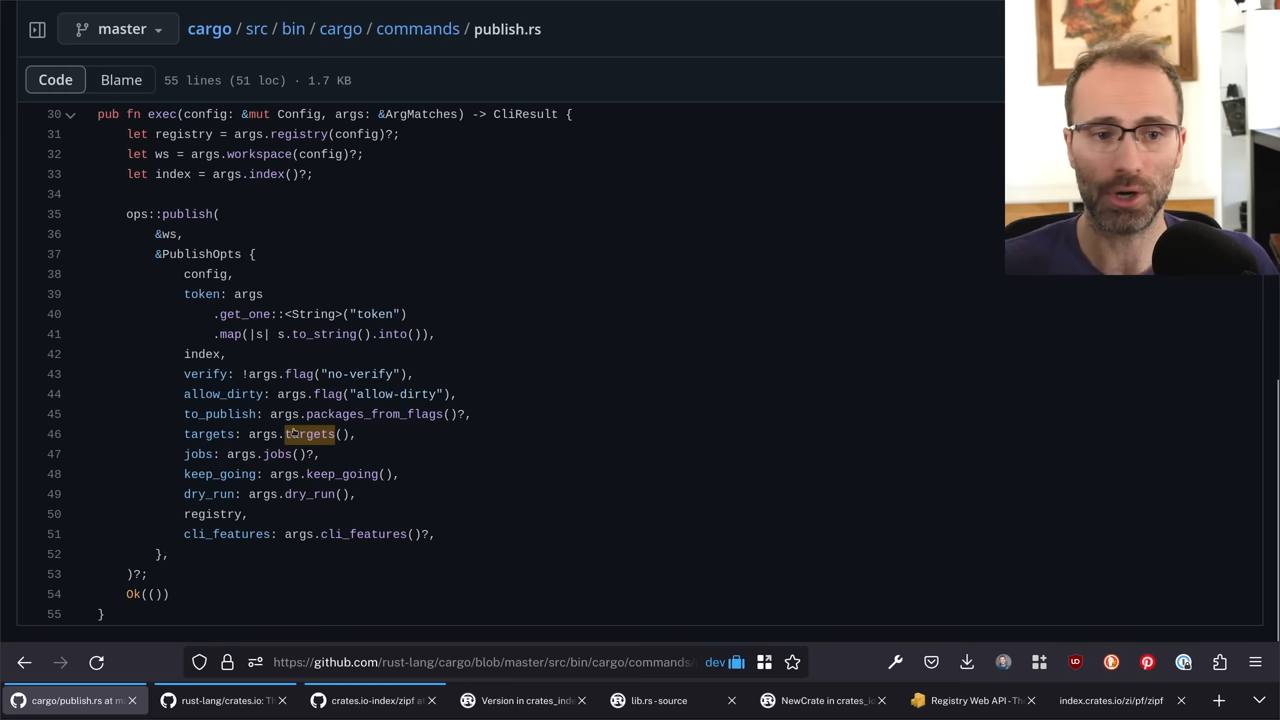 master
cargo / src / bin / cargo / commands / publish.rs
Code Blame 55 lines (51 loc) · 1.7 KB
30 pub fn exec(config: &mut Config, args: &ArgMatches) -> CliResult {
31 let registry = args.registry(config)?;
32 let ws = args.workspace(config)?;
33 let index = args.index()?;
34
35 ops::publish(
36 &ws,
37 &PublishOpts {
38 config,
39 token: args
40 .get_one::<String>("token")
41 .map(|s| s.to_string().into()),
42 index,
43 verify: !args.flag("no-verify"),
44 allow_dirty: args.flag("allow-dirty"),
45 to_publish: args.packages_from_flags()?,
46 targets: args.targets(),
47 jobs: args.jobs()?,
48 keep_going: args.keep_going(),
49 dry_run: args.dry_run(),
50 registry,
51 cli_features: args.cli_features()?,
52 },
53 )?;
54 Ok(())
55 }
https://github.com/rust-lang/cargo/blob/master/src/bin/cargo/commands/ dev
cargo/publish.rs at m rust-lang/crates.io: Th crates.io-index/zipf at Version in crates_inde lib.rs - source NewCrate in crates_io Registry Web API - The index.crates.io/zi/pf/zipf